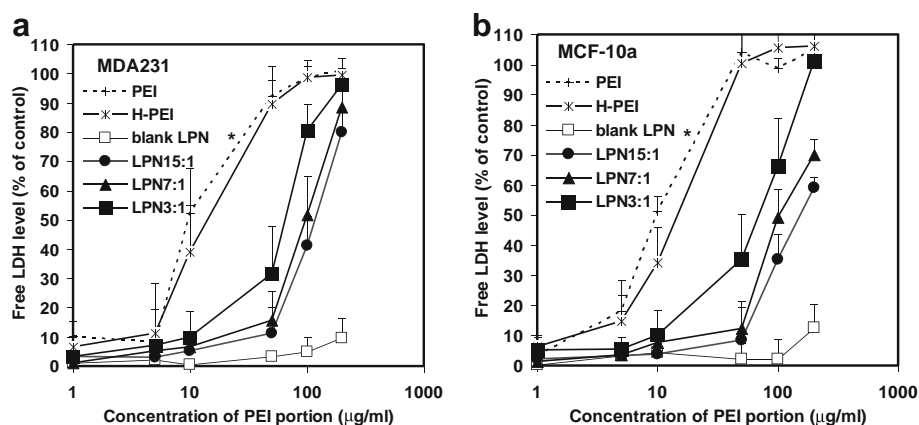 a
MDA231
PEI
H-PEI
blank LPN
LPN15:1
LPN7:1
LPN3:1
*
Free LDH level (% of control)
110
100
90
80
70
60
50
40
30
20
10
0
1
10
100
1000
Concentration of PEI portion (μg/ml)
b
MCF-10a
PEI
H-PEI
blank LPN
LPN15:1
LPN7:1
LPN3:1
*
Free LDH level (% of control)
110
100
90
80
70
60
50
40
30
20
10
0
1
10
100
1000
Concentration of PEI portion (μg/ml)